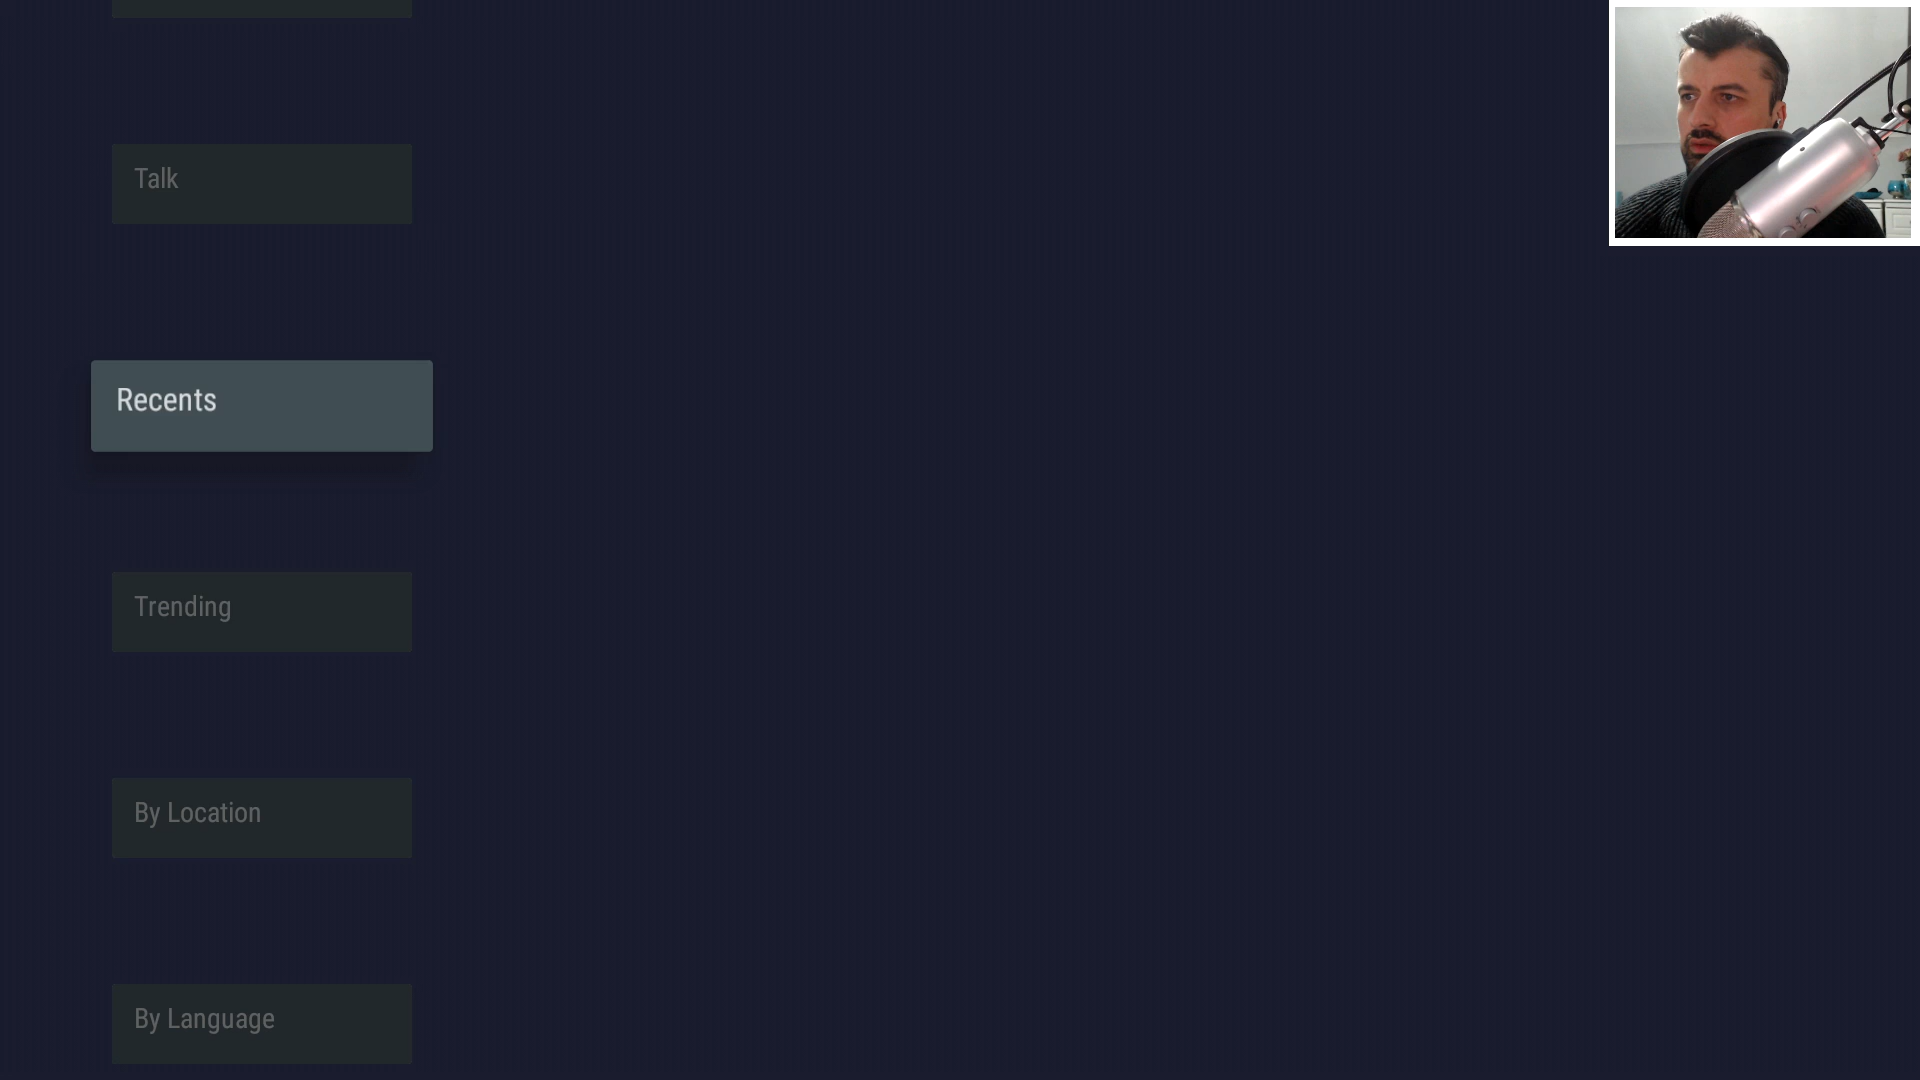 Talk
Recents
Trending
By Location
By Language